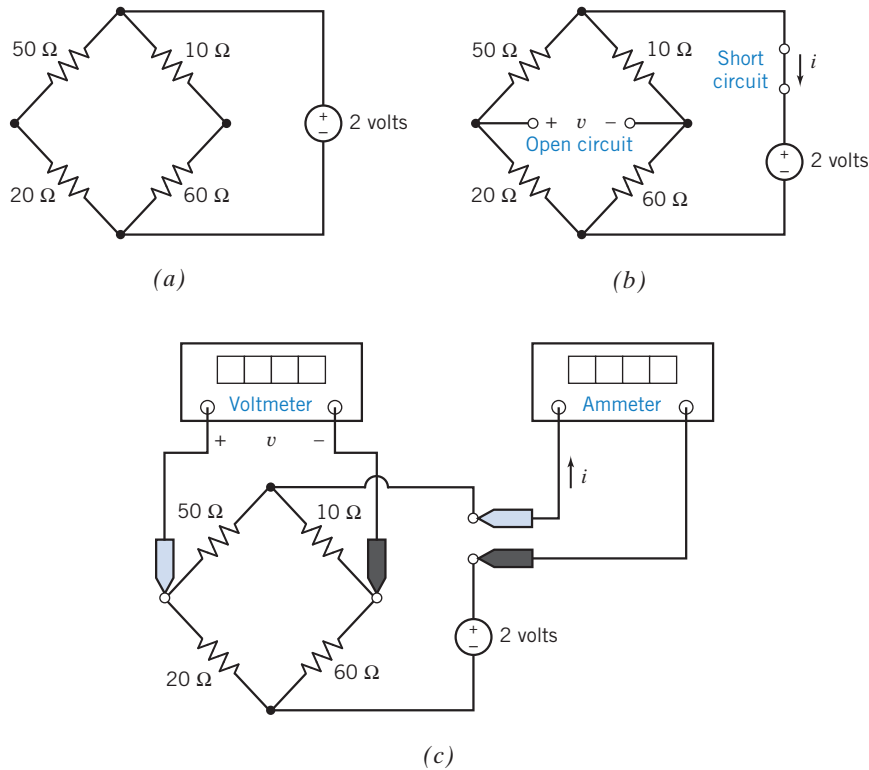 50 Ω
10 Ω
+
−
2 volts
20 Ω
60 Ω
(a)
50 Ω
10 Ω
Short
circuit
i
+ v −
Open circuit
+
−
2 volts
20 Ω
60 Ω
(b)
Voltmeter
+ v −
Ammeter
i
50 Ω
10 Ω
+
−
2 volts
20 Ω
60 Ω
(c)